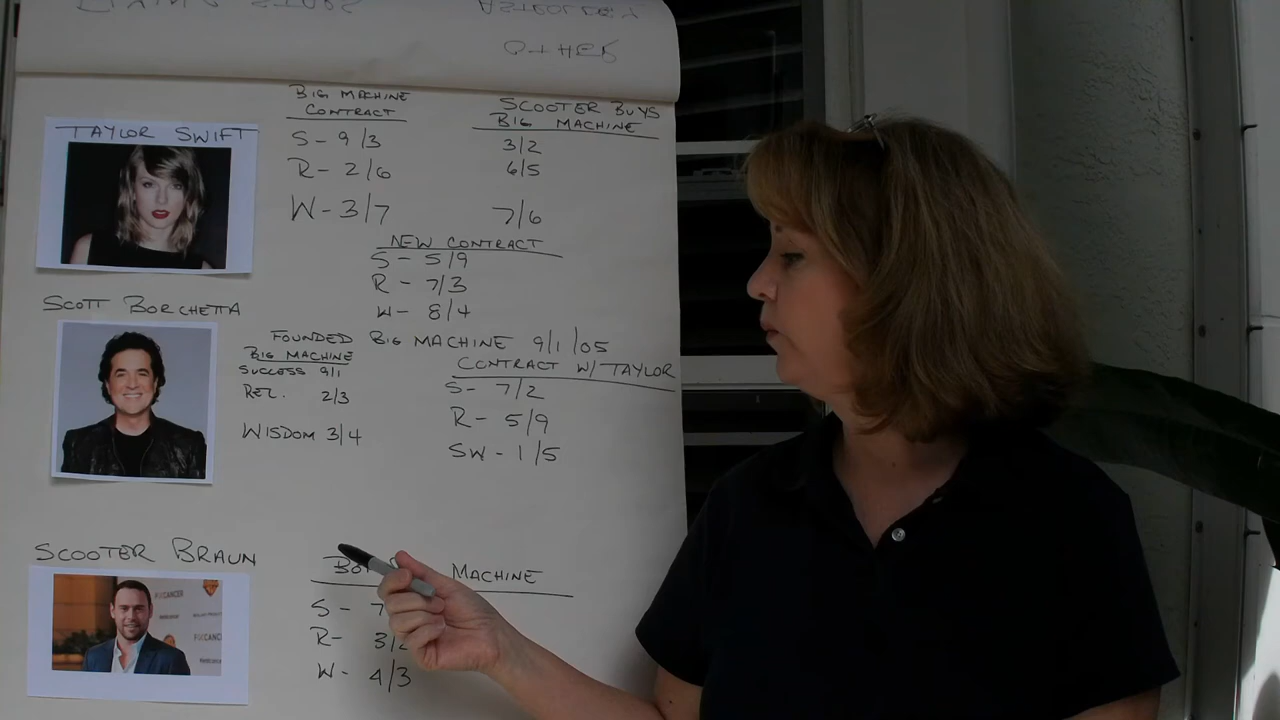 OTHER
TAYLOR SWIFT
BIG MACHINE
CONTRACT
S - 9/3
R - 2/6
W - 3/7
SCOOTER BUYS
BIG MACHINE
3/2
6/5
7/6
NEW CONTRACT
S - 5/9
R - 7/3
W - 8/4
SCOTT BORCHETTA
FOUNDED BIG MACHINE 9/1/05
BIG MACHINE
SUCCESS 9/1
REL. 2/3
WISDOM 3/4
CONTRACT W/ TAYLOR
S - 7/2
R - 5/9
SW - 1/5
SCOOTER BRAUN
MACHINE
S - 7
R - 3/
W - 4/3